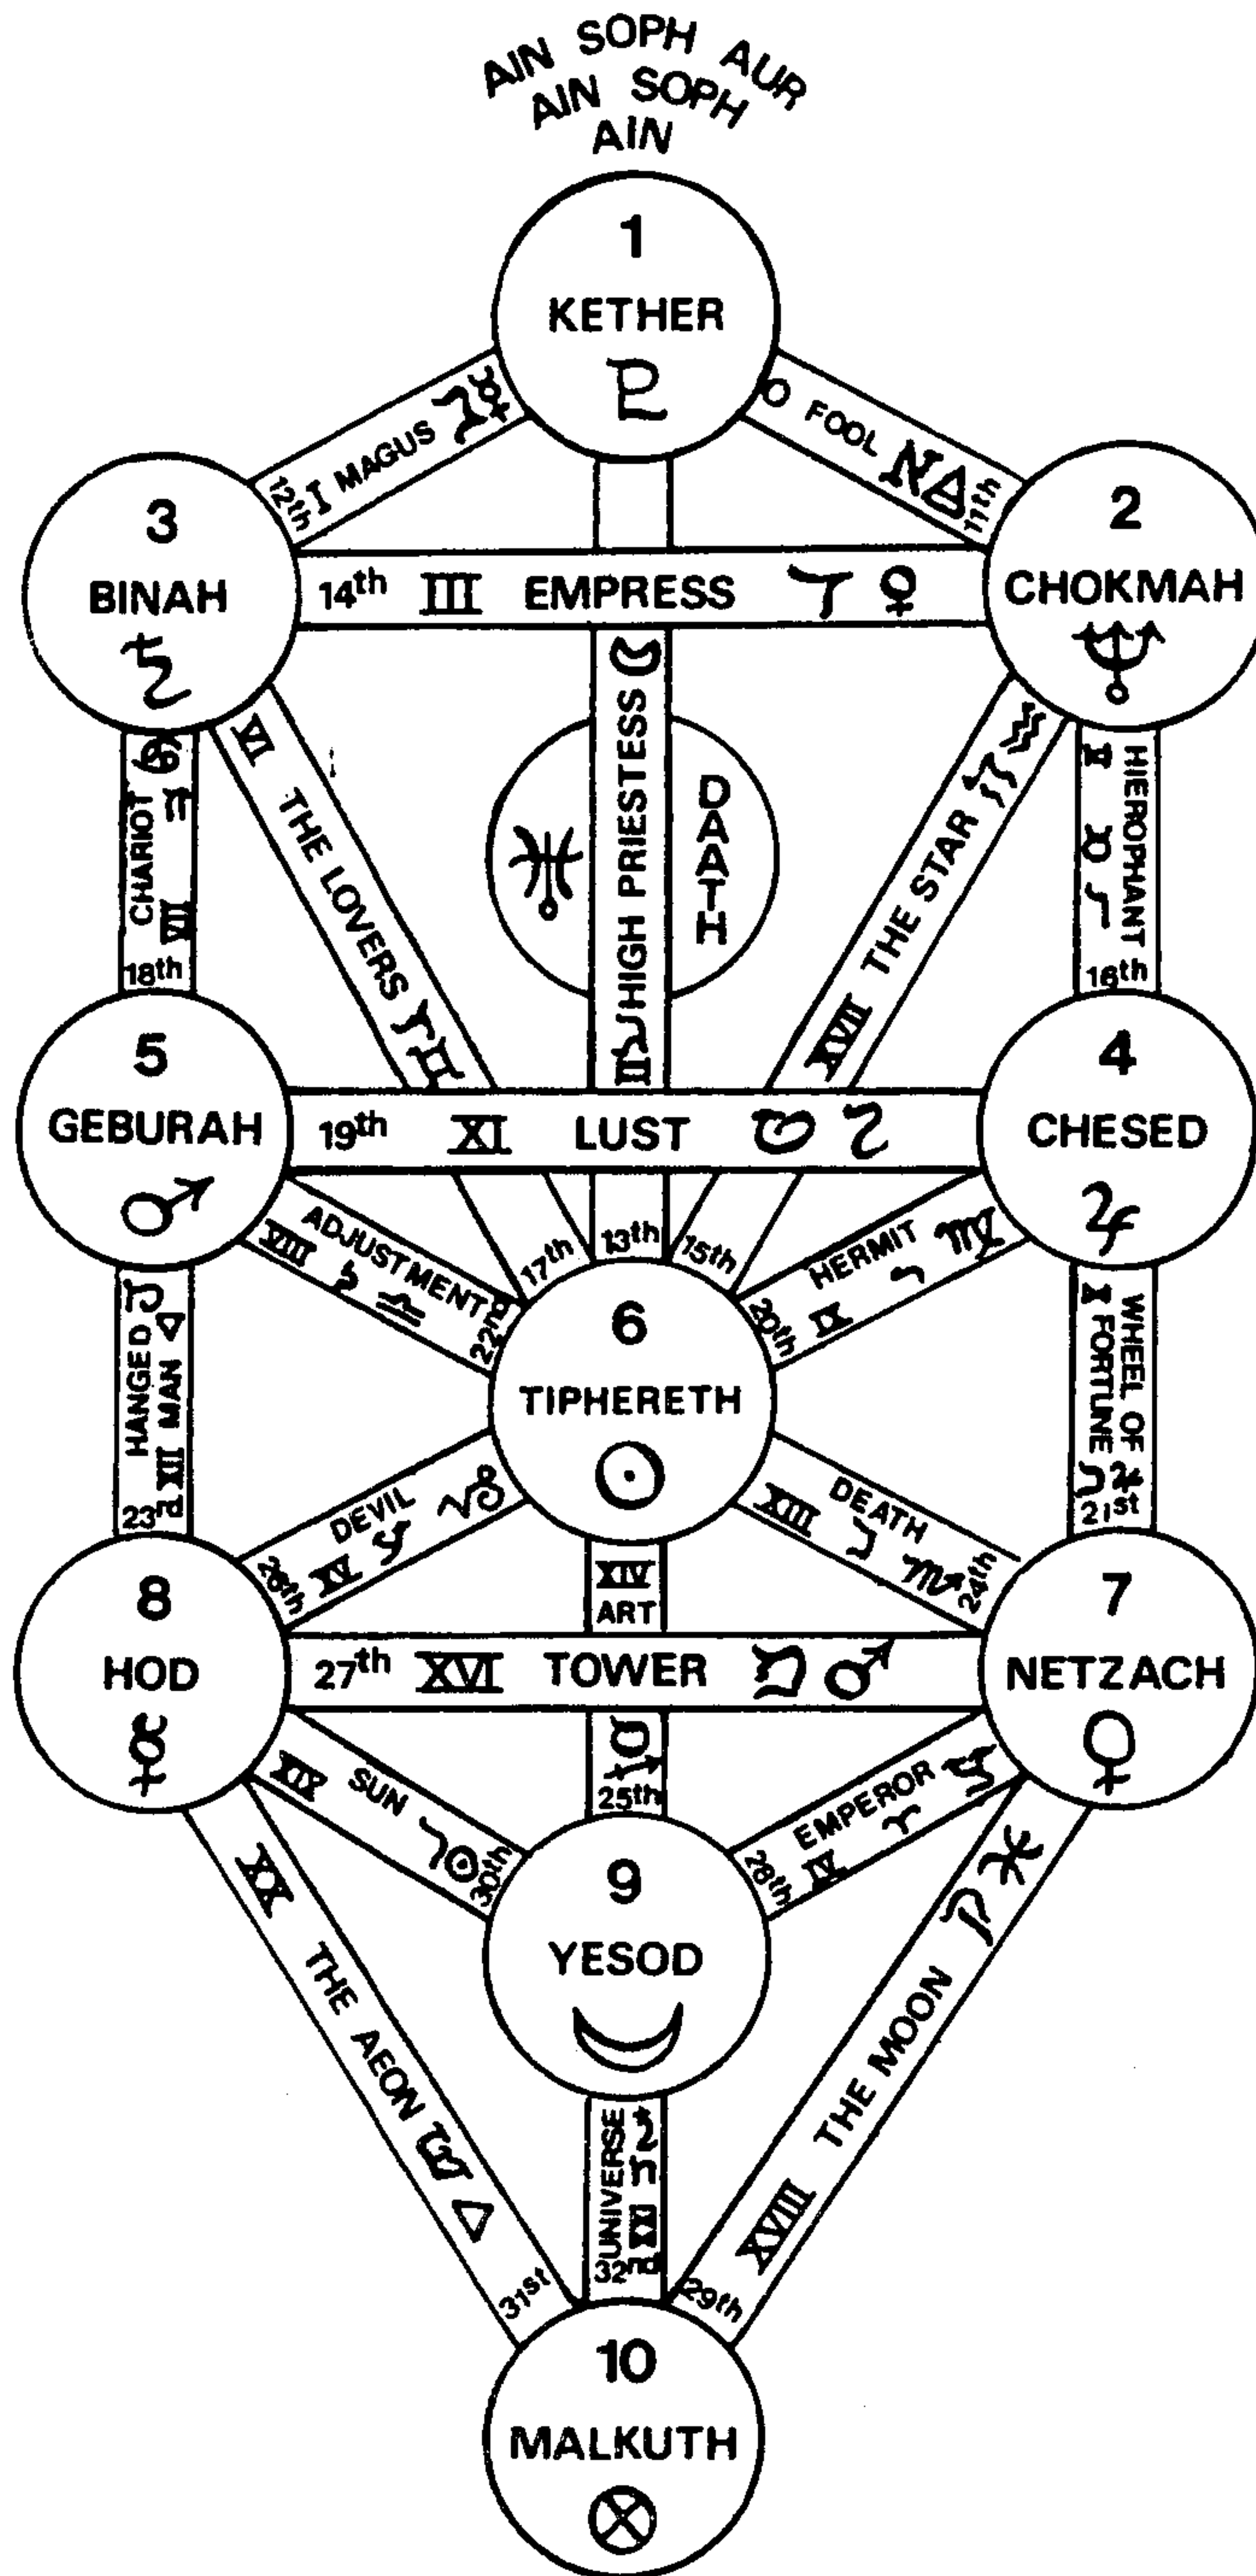 AIN SOPH AUR
AIN SOPH
AIN
1
KETHER
♇
12th I MAGUS ב ☿
0 FOOL א 🜁 11th
3
BINAH
♄
2
CHOKMAH
♆
14th III EMPRESS ד ♀
CHARIOT ♋
ח VII
18th
VI THE LOVERS ז ♊
17th
II ג HIGH PRIESTESS ☾
13th
♅
DAATH
XVII THE STAR ♒
15th
HIEROPHANT
V ♉ ו
16th
5
GEBURAH
♂
4
CHESED
♃
19th XI LUST ט ♌
ADJUSTMENT
VIII ל ♎ 22nd
HERMIT
20th IX י ♍
HANGED
XII MAN 🜄 מ
23rd
6
TIPHERETH
☉
WHEEL OF
X FORTUNE
כ ♃
21st
DEVIL
26th XV ע ♑
DEATH
XIII נ ♏ 24th
XIV
ART
8
HOD
☿
7
NETZACH
♀
27th XVI TOWER פ ♂
ס ♐
25th
XIX SUN ר ☉ 30th
EMPEROR
28th IV ♈ צ
9
YESOD
☾
XX THE AEON ש 🜂
31st
XVIII THE MOON ק ♓
29th
UNIVERSE
XXI ת ♄
32nd
10
MALKUTH
⊗